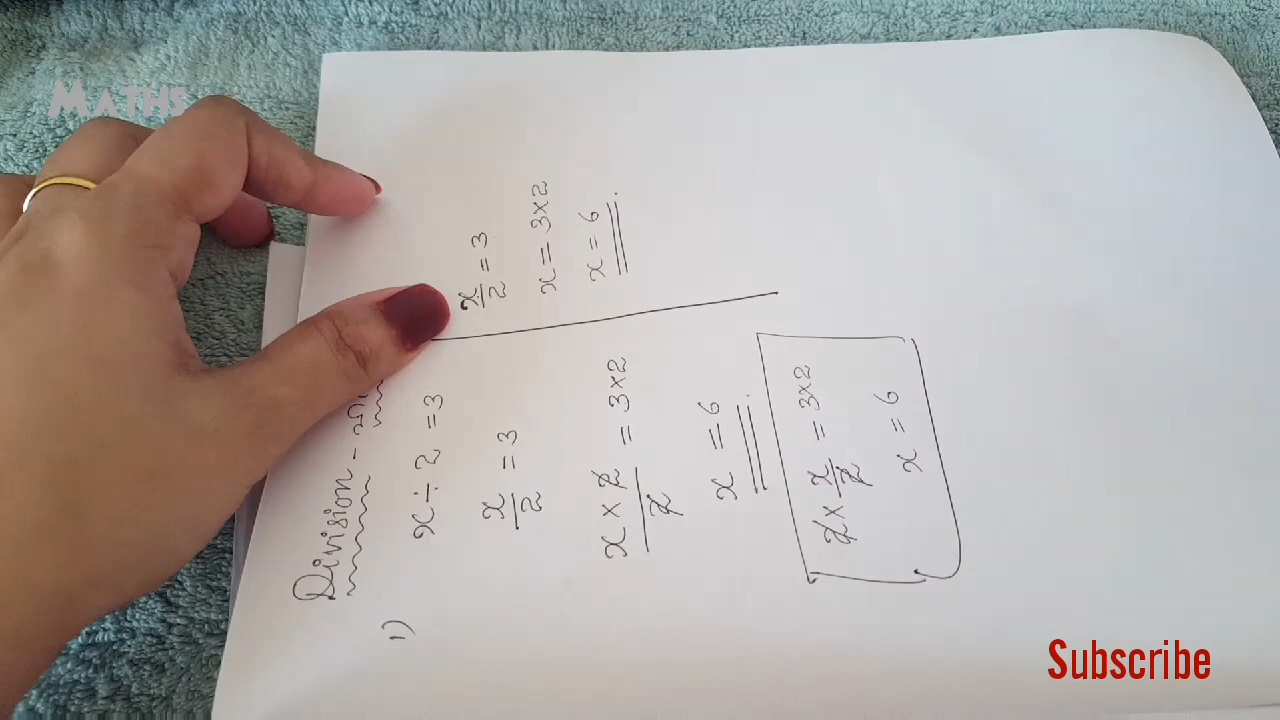 MATHS
Division -
1)
x ÷ 2 = 3
x/2 = 3
x × 2/2 = 3×2
x = 6
2 × x/2 = 3×2
x = 6
x/2 = 3
x = 3×2
x = 6
Subscribe